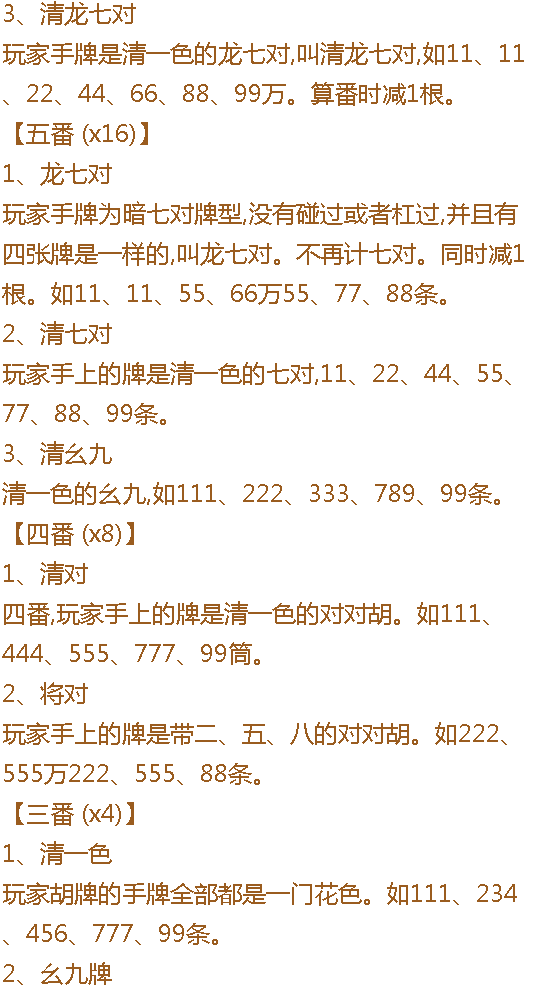 3、清龙七对
玩家手牌是清一色的龙七对,叫清龙七对,如11、11
、22、44、66、88、99万。算番时减1根。
【五番 (x16)】
1、龙七对
玩家手牌为暗七对牌型,没有碰过或者杠过,并且有
四张牌是一样的,叫龙七对。不再计七对。同时减1
根。如11、11、55、66万55、77、88条。
2、清七对
玩家手上的牌是清一色的七对,11、22、44、55、
77、88、99条。
3、清幺九
清一色的幺九,如111、222、333、789、99条。
【四番 (x8)】
1、清对
四番,玩家手上的牌是清一色的对对胡。如111、
444、555、777、99筒。
2、将对
玩家手上的牌是带二、五、八的对对胡。如222、
555万222、555、88条。
【三番 (x4)】
1、清一色
玩家胡牌的手牌全部都是一门花色。如111、234
、456、777、99条。
2、幺九牌